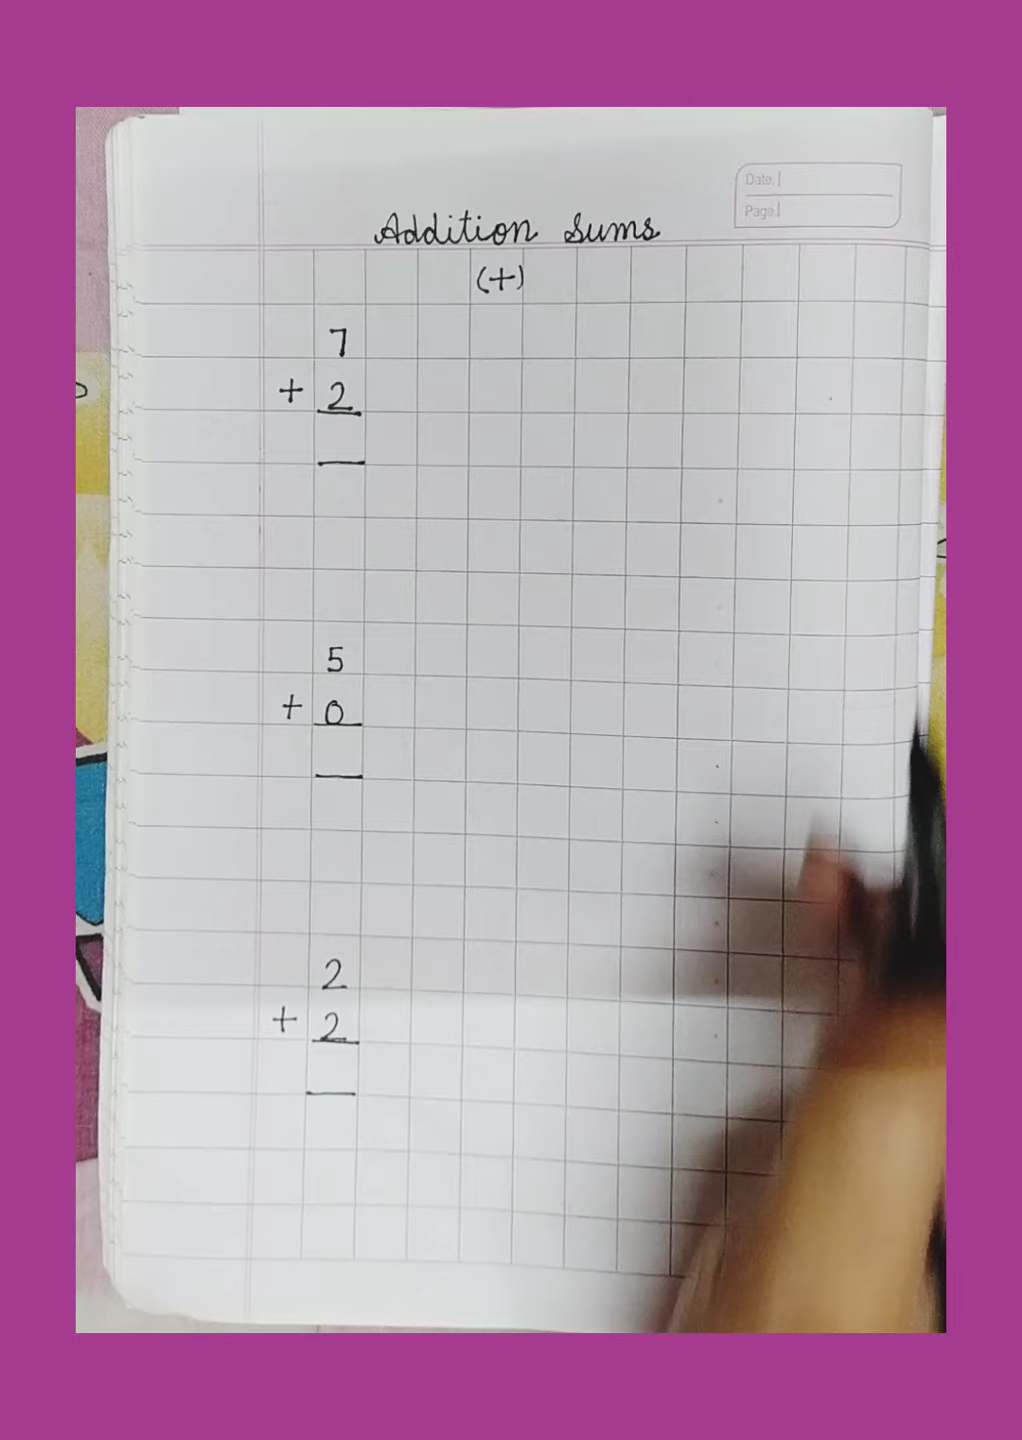 Date.
Page.
Addition Sums
(+)
7
+ 2
5
+ 0
2
+ 2